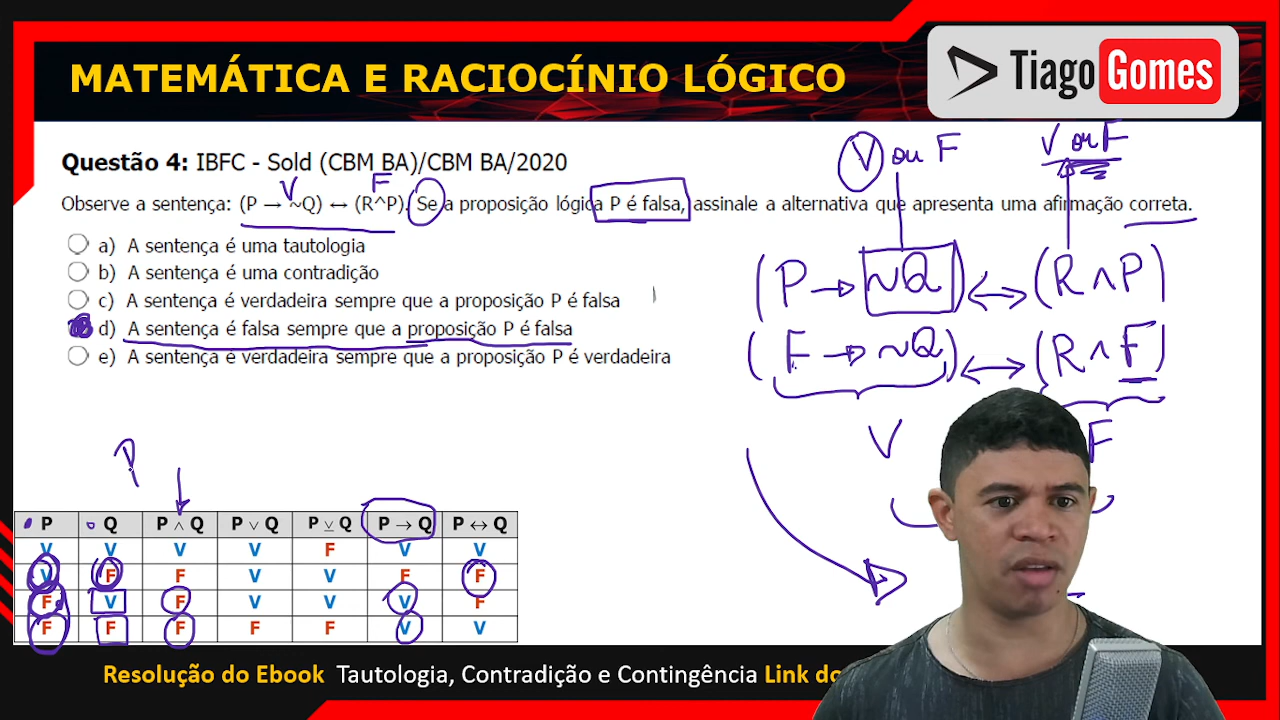 MATEMÁTICA E RACIOCÍNIO LÓGICO
Tiago Gomes
Questão 4: IBFC - Sold (CBM BA)/CBM BA/2020
V ou F
V ou F
V
F
Observe a sentença: (P → ~Q) ↔ (R^P). Se a proposição lógica P é falsa, assinale a alternativa que apresenta uma afirmação correta.
a) A sentença é uma tautologia
b) A sentença é uma contradição
c) A sentença é verdadeira sempre que a proposição P é falsa
d) A sentença é falsa sempre que a proposição P é falsa
e) A sentença é verdadeira sempre que a proposição P é verdadeira
(P → ~Q) ↔ (R ^ P)
(F → ~Q) ↔ (R ^ F)
V F
P
P Q P ∧ Q P ∨ Q P ⊻ Q P → Q P ↔ Q
V V V V F V V
V F F V V F F
F V F V V V F
F F F F F V V
Resolução do Ebook Tautologia, Contradição e Contingência Link do